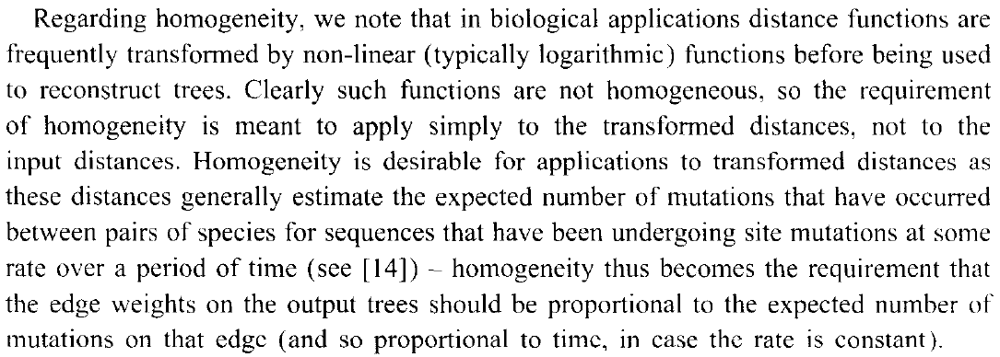 Regarding homogeneity, we note that in biological applications distance functions are
frequently transformed by non-linear (typically logarithmic) functions before being used
to reconstruct trees. Clearly such functions are not homogeneous, so the requirement
of homogeneity is meant to apply simply to the transformed distances, not to the
input distances. Homogeneity is desirable for applications to transformed distances as
these distances generally estimate the expected number of mutations that have occurred
between pairs of species for sequences that have been undergoing site mutations at some
rate over a period of time (see [14]) – homogeneity thus becomes the requirement that
the edge weights on the output trees should be proportional to the expected number of
mutations on that edge (and so proportional to time, in case the rate is constant).